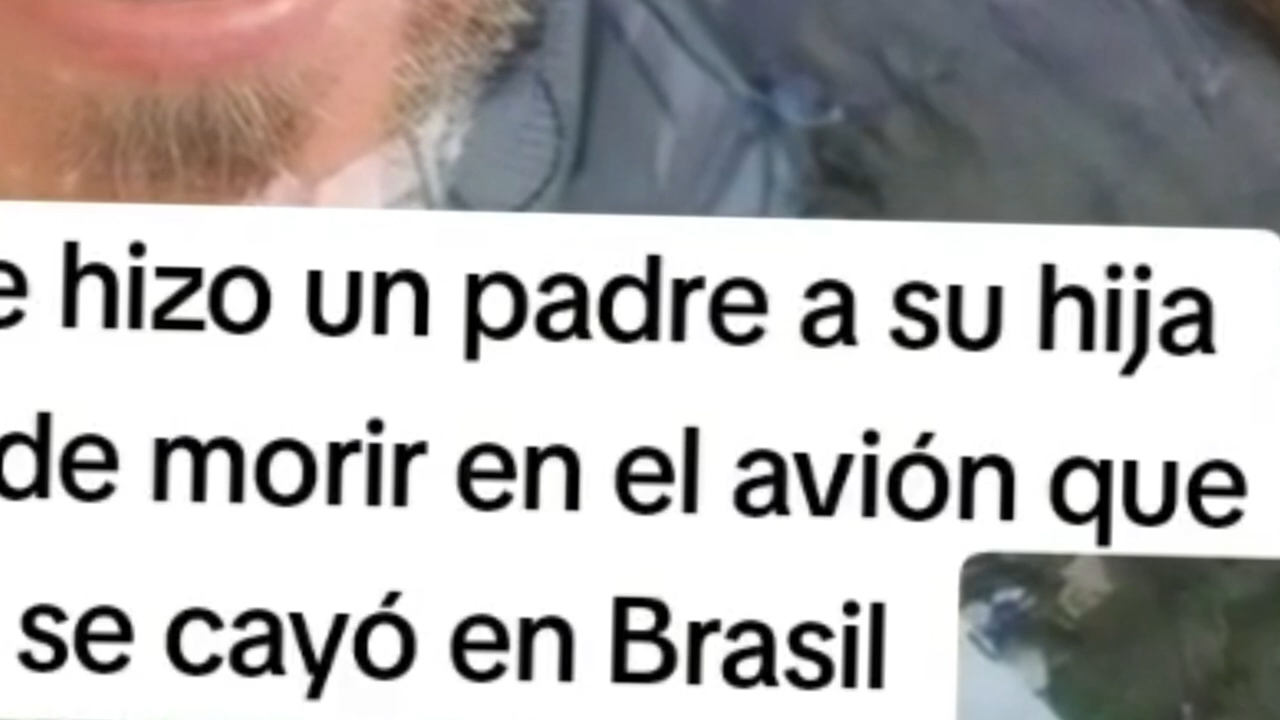 hizo un padre a su hija
de morir en el avión que
se cayó en Brasil